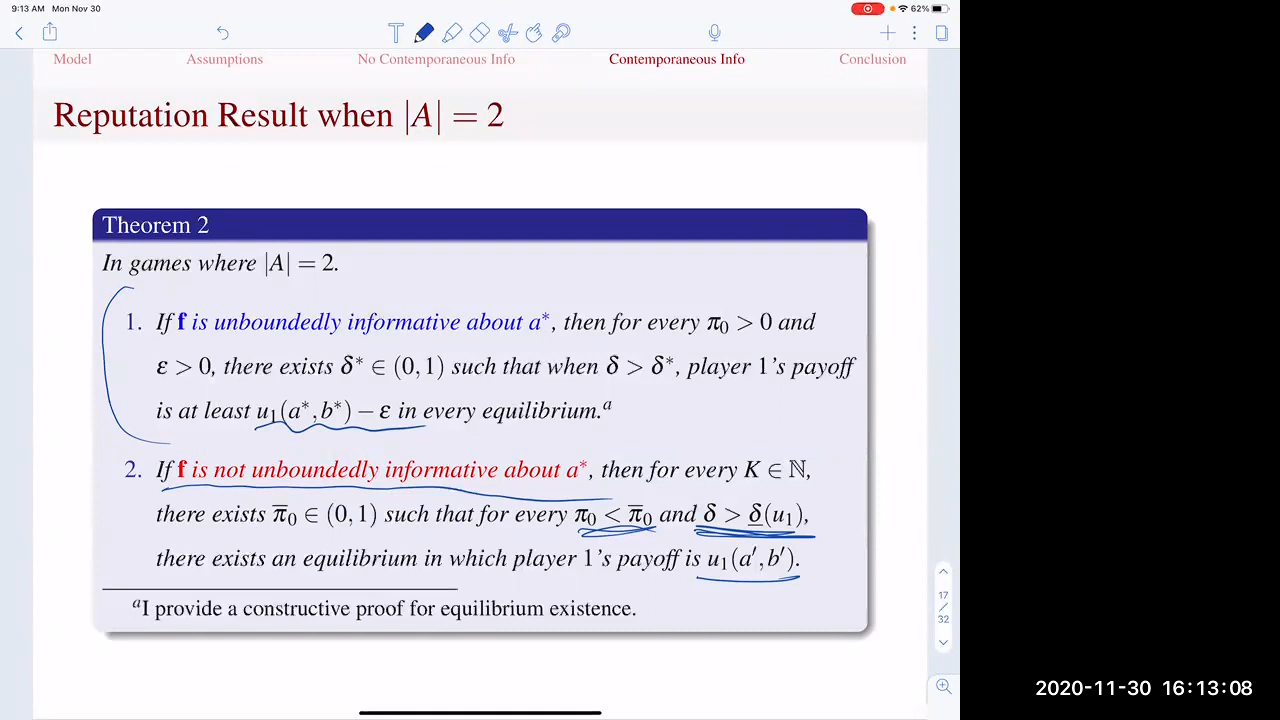 9:13 AM Mon Nov 30
62%
Model Assumptions No Contemporaneous Info Contemporaneous Info Conclusion
Reputation Result when |A| = 2
Theorem 2
In games where |A| = 2.
1. If f is unboundedly informative about a*, then for every π₀ > 0 and
ε > 0, there exists δ* ∈ (0, 1) such that when δ > δ*, player 1's payoff
is at least u₁(a*, b*) − ε in every equilibrium.ᵃ
2. If f is not unboundedly informative about a*, then for every K ∈ ℕ,
there exists π̅₀ ∈ (0, 1) such that for every π₀ < π̅₀ and δ > δ̲(u₁),
there exists an equilibrium in which player 1's payoff is u₁(a′, b′).
ᵃI provide a constructive proof for equilibrium existence.
17
/
32
2020-11-30 16:13:08